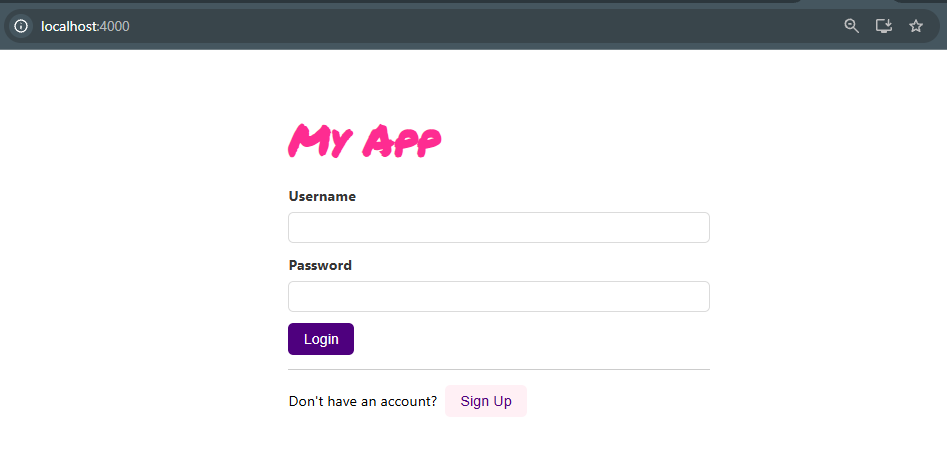 localhost:4000
My App
Username
Password
Login
Don't have an account? Sign Up